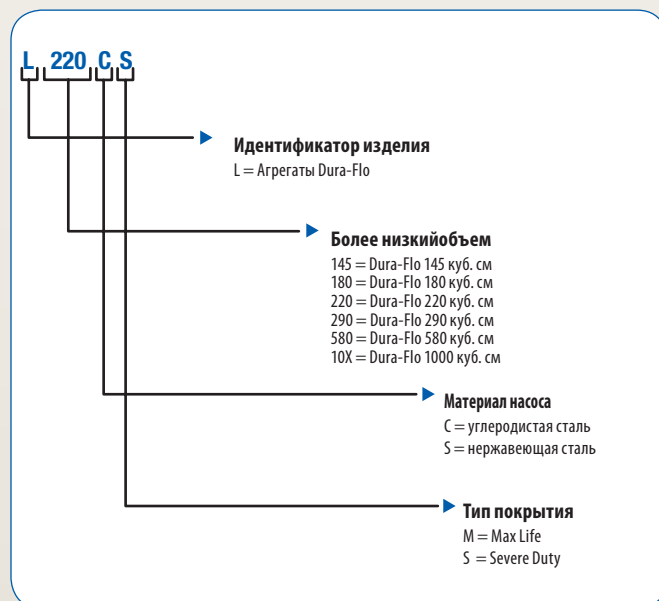 L 220 C S
Идентификатор изделия
L = Агрегаты Dura-Flo
Более низкийобъем
145 = Dura-Flo 145 куб. см
180 = Dura-Flo 180 куб. см
220 = Dura-Flo 220 куб. см
290 = Dura-Flo 290 куб. см
580 = Dura-Flo 580 куб. см
10X = Dura-Flo 1000 куб. см
Материал насоса
C = углеродистая сталь
S = нержавеющая сталь
Тип покрытия
M = Max Life
S = Severe Duty